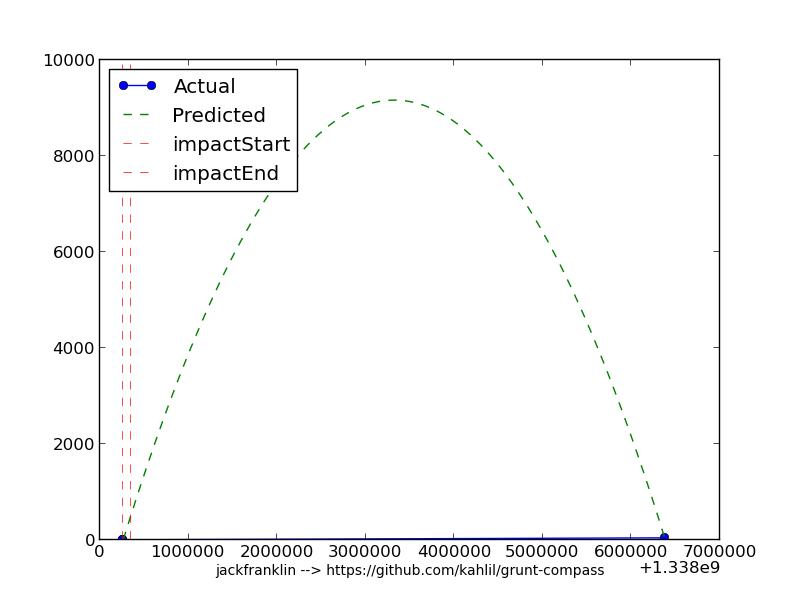 10000
8000
6000
4000
2000
0
Actual
Predicted
impactStart
impactEnd
0 1000000 2000000 3000000 4000000 5000000 6000000 7000000
jackfranklin --> https://github.com/kahlil/grunt-compass
+1.338e9